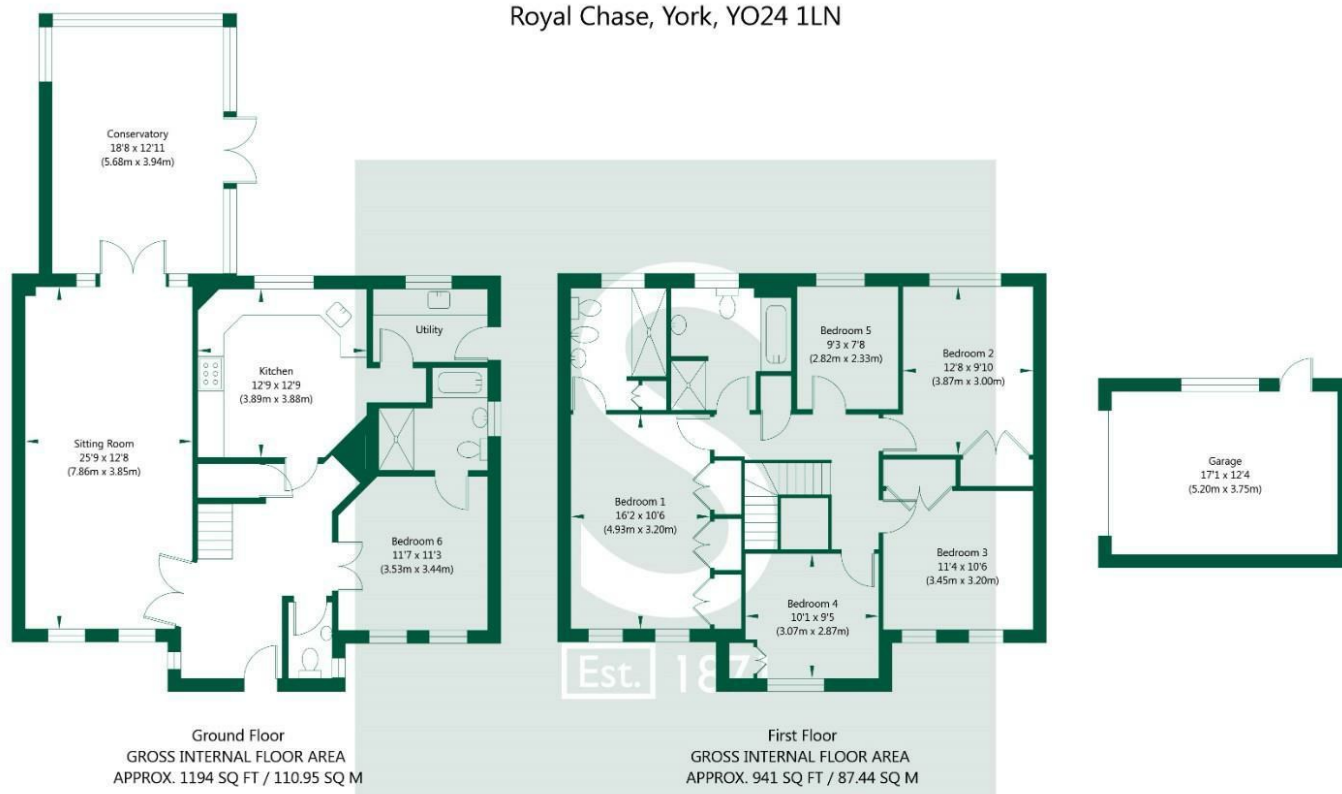 Royal Chase, York, YO24 1LN
Conservatory
18'8 x 12'11
(5.68m x 3.94m)
Utility
Kitchen
12'9 x 12'9
(3.89m x 3.88m)
Sitting Room
25'9 x 12'8
(7.86m x 3.85m)
Bedroom 6
11'7 x 11'3
(3.53m x 3.44m)
Bedroom 5
9'3 x 7'8
(2.82m x 2.33m)
Bedroom 2
12'8 x 9'10
(3.87m x 3.00m)
Bedroom 1
16'2 x 10'6
(4.93m x 3.20m)
Bedroom 3
11'4 x 10'6
(3.45m x 3.20m)
Bedroom 4
10'1 x 9'5
(3.07m x 2.87m)
Garage
17'1 x 12'4
(5.20m x 3.75m)
Est. 187
Ground Floor
GROSS INTERNAL FLOOR AREA
APPROX. 1194 SQ FT / 110.95 SQ M
First Floor
GROSS INTERNAL FLOOR AREA
APPROX. 941 SQ FT / 87.44 SQ M